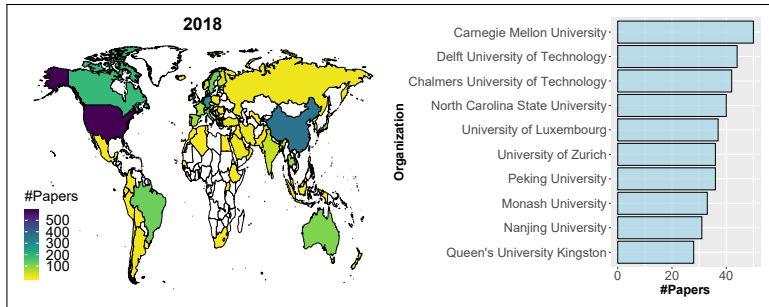 2018
#Papers
500
400
300
200
100
Organization
Carnegie Mellon University
Delft University of Technology
Chalmers University of Technology
North Carolina State University
University of Luxembourg
University of Zurich
Peking University
Monash University
Nanjing University
Queen's University Kingston
0 20 40
#Papers